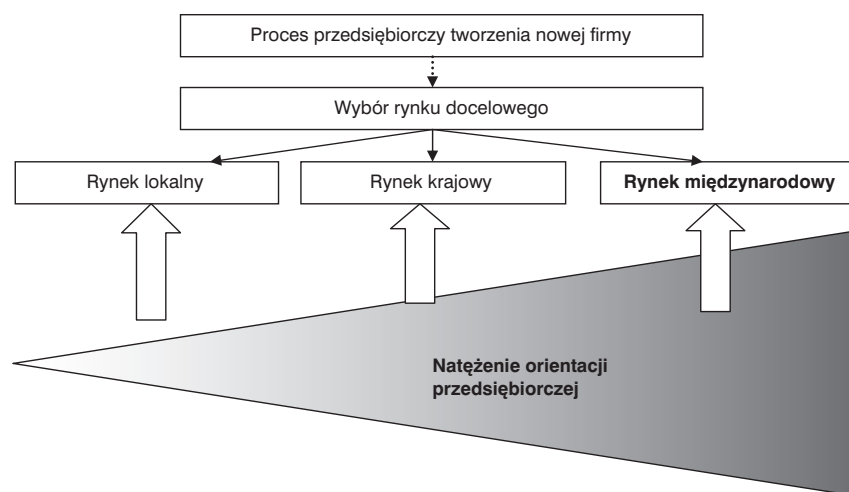 Proces przedsiębiorczy tworzenia nowej firmy
Wybór rynku docelowego
Rynek lokalny
Rynek krajowy
Rynek międzynarodowy
Natężenie orientacji
przedsiębiorczej